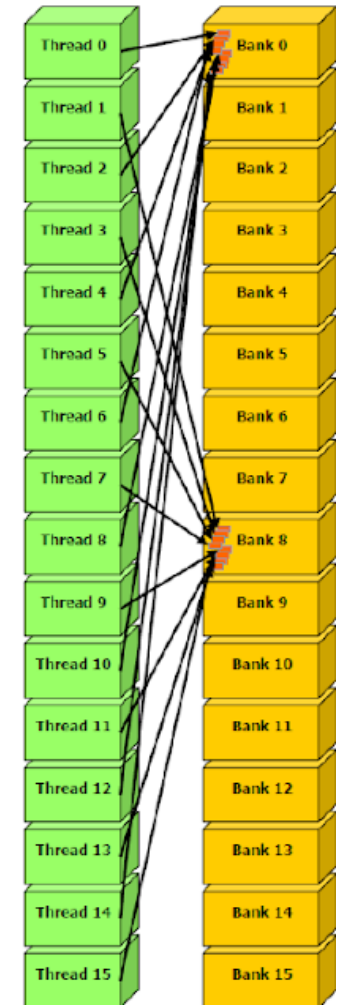 Thread 0 Bank 0
Thread 1 Bank 1
Thread 2 Bank 2
Thread 3 Bank 3
Thread 4 Bank 4
Thread 5 Bank 5
Thread 6 Bank 6
Thread 7 Bank 7
Thread 8 Bank 8
Thread 9 Bank 9
Thread 10 Bank 10
Thread 11 Bank 11
Thread 12 Bank 12
Thread 13 Bank 13
Thread 14 Bank 14
Thread 15 Bank 15